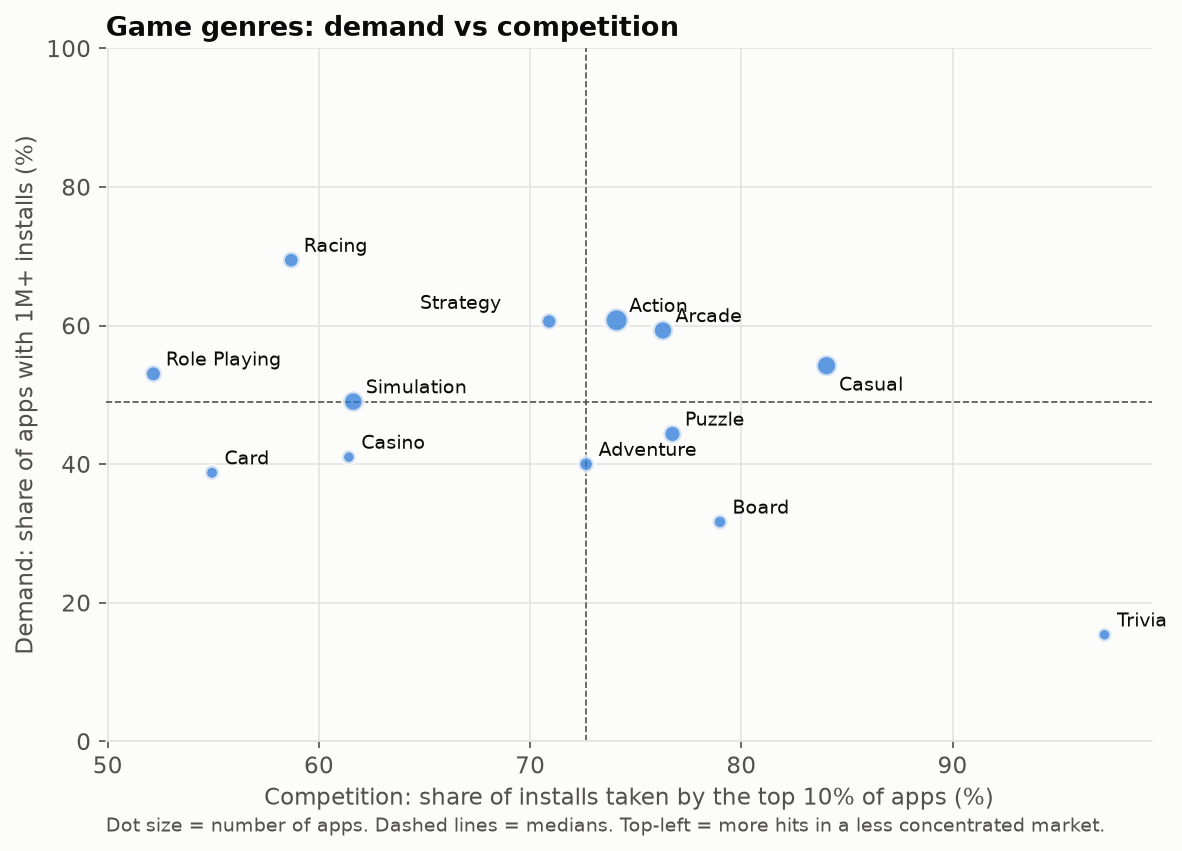 Game genres: demand vs competition
100
80
60
40
20
0
Demand: share of apps with 1M+ installs (%)
Racing
Strategy
Action
Arcade
Role Playing
Simulation
Casual
Puzzle
Casino
Adventure
Card
Board
Trivia
50
60
70
80
90
Competition: share of installs taken by the top 10% of apps (%)
Dot size = number of apps. Dashed lines = medians. Top-left = more hits in a less concentrated market.